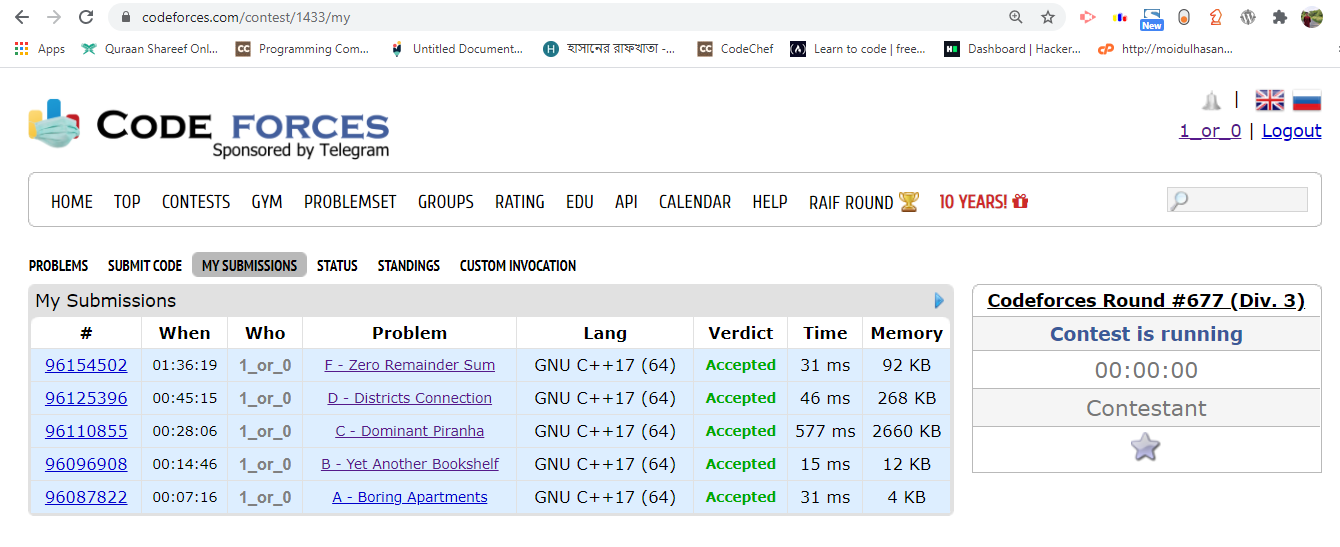 codeforces.com/contest/1433/my
New
Apps Quraan Shareef Onl... Programming Com... Untitled Document... হাসানের রাফখাতা -... CodeChef Learn to code | free... Dashboard | Hacker... http://moidulhasan...
CODE FORCES
Sponsored by Telegram
|
1_or_0 | Logout
HOME TOP CONTESTS GYM PROBLEMSET GROUPS RATING EDU API CALENDAR HELP RAIF ROUND 10 YEARS!
PROBLEMS SUBMIT CODE MY SUBMISSIONS STATUS STANDINGS CUSTOM INVOCATION
My Submissions
# When Who Problem Lang Verdict Time Memory
96154502 01:36:19 1_or_0 F - Zero Remainder Sum GNU C++17 (64) Accepted 31 ms 92 KB
96125396 00:45:15 1_or_0 D - Districts Connection GNU C++17 (64) Accepted 46 ms 268 KB
96110855 00:28:06 1_or_0 C - Dominant Piranha GNU C++17 (64) Accepted 577 ms 2660 KB
96096908 00:14:46 1_or_0 B - Yet Another Bookshelf GNU C++17 (64) Accepted 15 ms 12 KB
96087822 00:07:16 1_or_0 A - Boring Apartments GNU C++17 (64) Accepted 31 ms 4 KB
Codeforces Round #677 (Div. 3)
Contest is running
00:00:00
Contestant